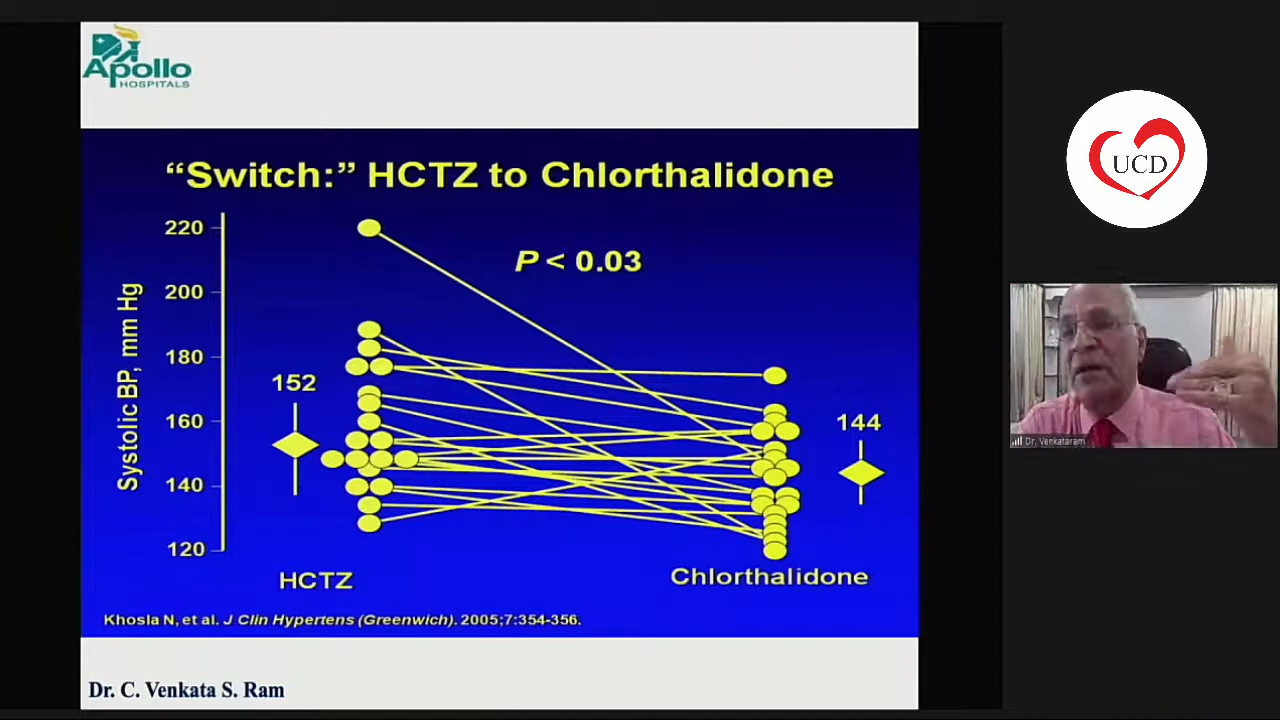 Apollo
HOSPITALS
“Switch:” HCTZ to Chlorthalidone
P < 0.03
Systolic BP, mm Hg
220
200
180
160
140
120
152
144
HCTZ
Chlorthalidone
Khosla N, et al. J Clin Hypertens (Greenwich). 2005;7:354-356.
Dr. C. Venkata S. Ram
UCD
Dr. Venkataram